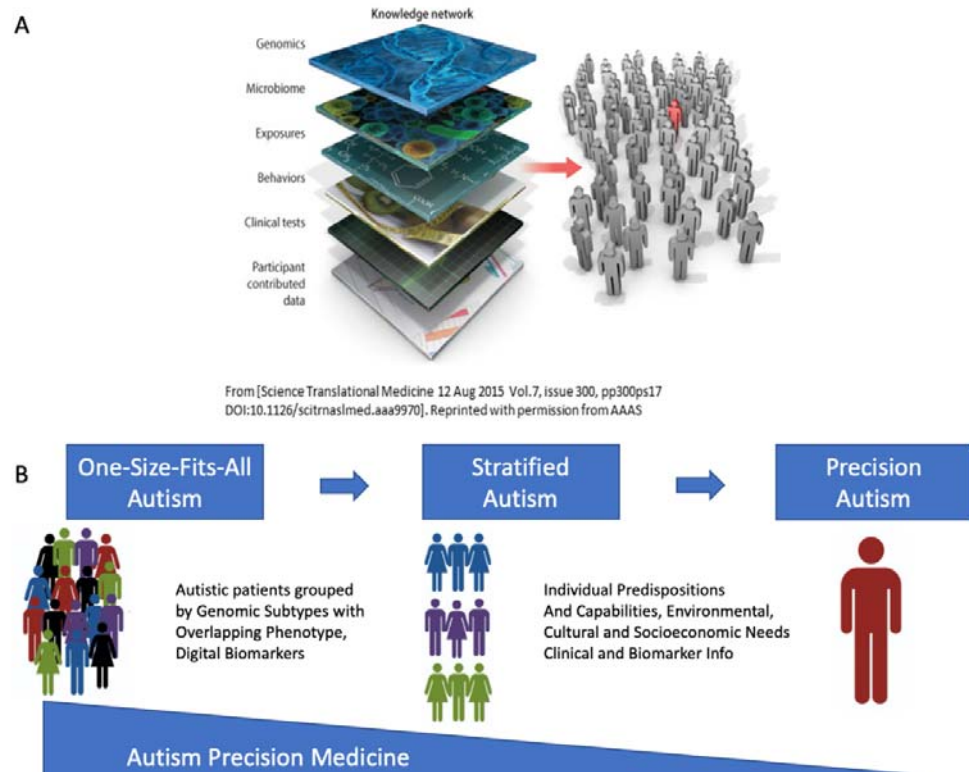 A
Knowledge network
Genomics
Microbiome
Exposures
Behaviors
Clinical tests
Participant
contributed
data
From [Science Translational Medicine 12 Aug 2015 Vol.7, issue 300, pp300ps17
DOI:10.1126/scitrnaslmed.aaa9970]. Reprinted with permission from AAAS
B
One-Size-Fits-All
Autism
Stratified
Autism
Precision
Autism
Autistic patients grouped
by Genomic Subtypes with
Overlapping Phenotype,
Digital Biomarkers
Individual Predispositions
And Capabilities, Environmental,
Cultural and Socioeconomic Needs
Clinical and Biomarker Info
Autism Precision Medicine